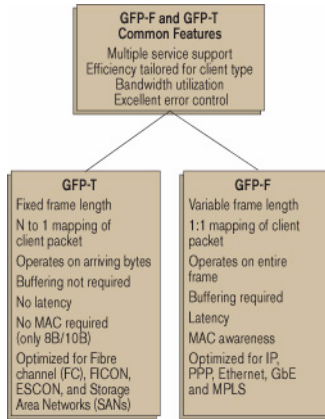 GFP-F and GFP-T
Common Features
Multiple service support
Efficiency tailored for client type
Bandwidth utilization
Excellent error control
GFP-T
Fixed frame length
N to 1 mapping of
client packet
Operates on arriving bytes
Buffering not required
No latency
No MAC required
(only 8B/10B)
Optimized for Fibre
channel (FC), FICON,
ESCON, and Storage
Area Networks (SANs)
GFP-F
Variable frame length
1:1 mapping of client
packet
Operates on entire
frame
Buffering required
Latency
MAC awareness
Optimized for IP,
PPP, Ethernet, GbE
and MPLS